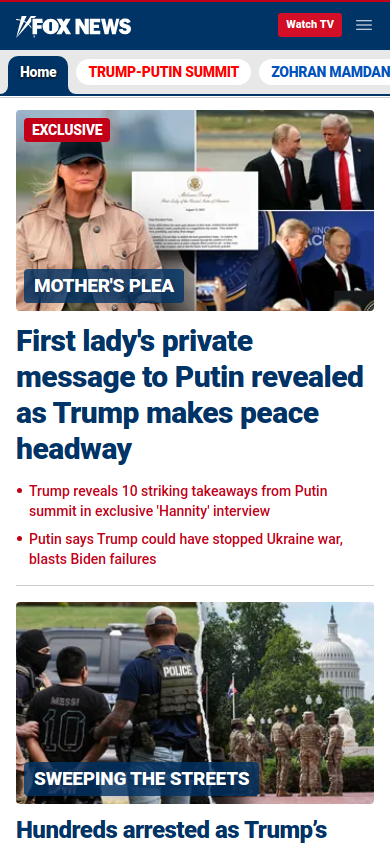 FOX NEWS
Watch TV
Home
TRUMP-PUTIN SUMMIT
ZOHRAN MAMDAN
EXCLUSIVE
Melania Trump
MOTHER'S PLEA
First lady's private
message to Putin revealed
as Trump makes peace
headway
Trump reveals 10 striking takeaways from Putin
summit in exclusive 'Hannity' interview
Putin says Trump could have stopped Ukraine war,
blasts Biden failures
POLICE
MESSI
10
SWEEPING THE STREETS
Hundreds arrested as Trump’s